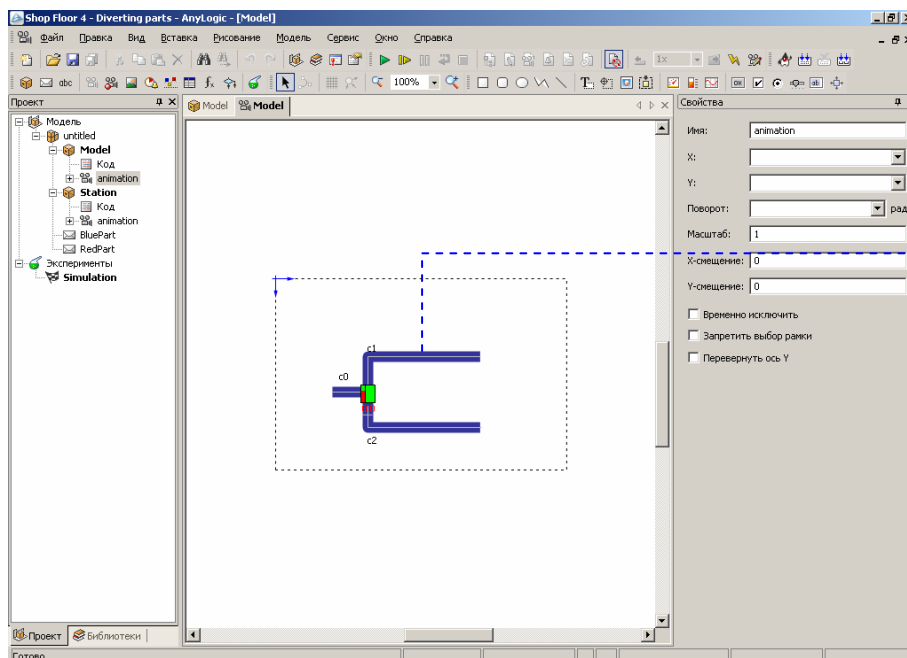 Shop Floor 4 - Diverting parts - AnyLogic - [Model]
Файл Правка Вид Вставка Рисование Модель Сервис Окно Справка
1x
abc 100% T ok ab
Проект
Model Model
Свойства
Модель
untitled
Model
Код
animation
Station
Код
animation
BluePart
RedPart
Эксперименты
Simulation
c1
c0
c2
Имя: animation
X:
Y:
Поворот: рад
Масштаб: 1
X-смещение: 0
Y-смещение: 0
Временно исключить
Запретить выбор рамки
Перевернуть ось Y
Проект Библиотеки
Готово